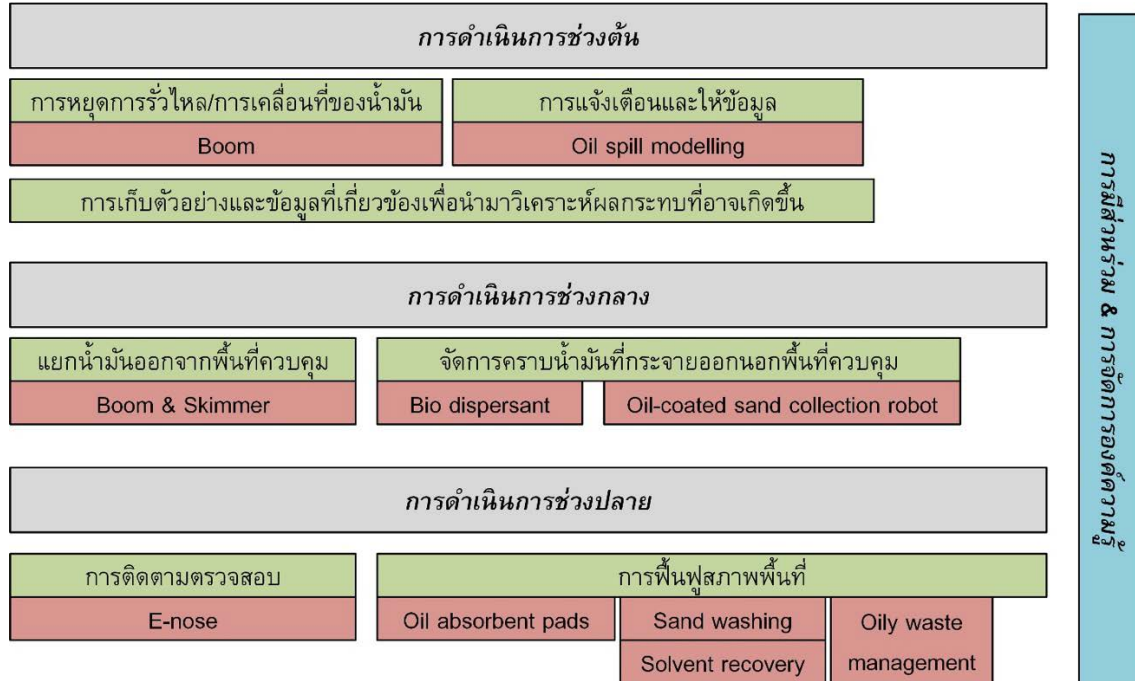 การดำเนินการช่วงต้น
การหยุดการรั่วไหล/การเคลื่อนที่ของน้ำมัน
Boom
การแจ้งเตือนและให้ข้อมูล
Oil spill modelling
การเก็บตัวอย่างและข้อมูลที่เกี่ยวข้องเพื่อนำมาวิเคราะห์ผลกระทบที่อาจเกิดขึ้น
การดำเนินการช่วงกลาง
แยกน้ำมันออกจากพื้นที่ควบคุม
Boom & Skimmer
จัดการคราบน้ำมันที่กระจายออกนอกพื้นที่ควบคุม
Bio dispersant
Oil-coated sand collection robot
การดำเนินการช่วงปลาย
การติดตามตรวจสอบ
E-nose
การฟื้นฟูสภาพพื้นที่
Oil absorbent pads
Sand washing
Solvent recovery
Oily waste
management
การมีส่วนร่วม & การจัดการองค์ความรู้